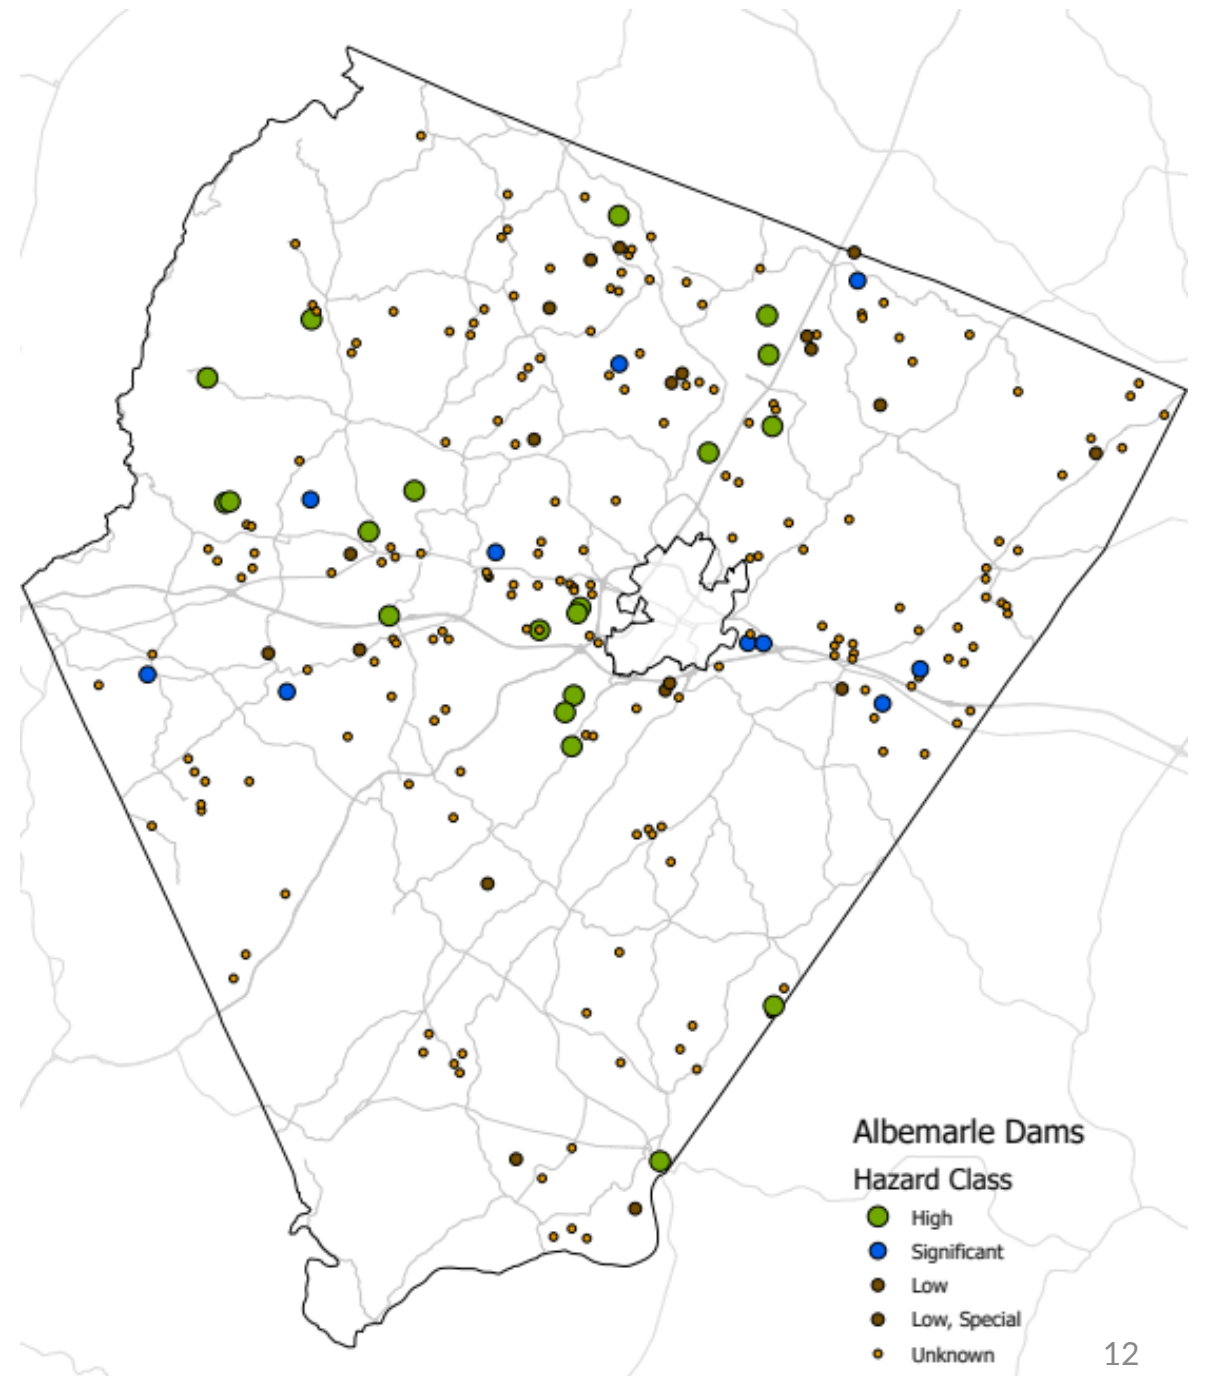 Albemarle Dams
Hazard Class
High
Significant
Low
Low, Special
Unknown
12